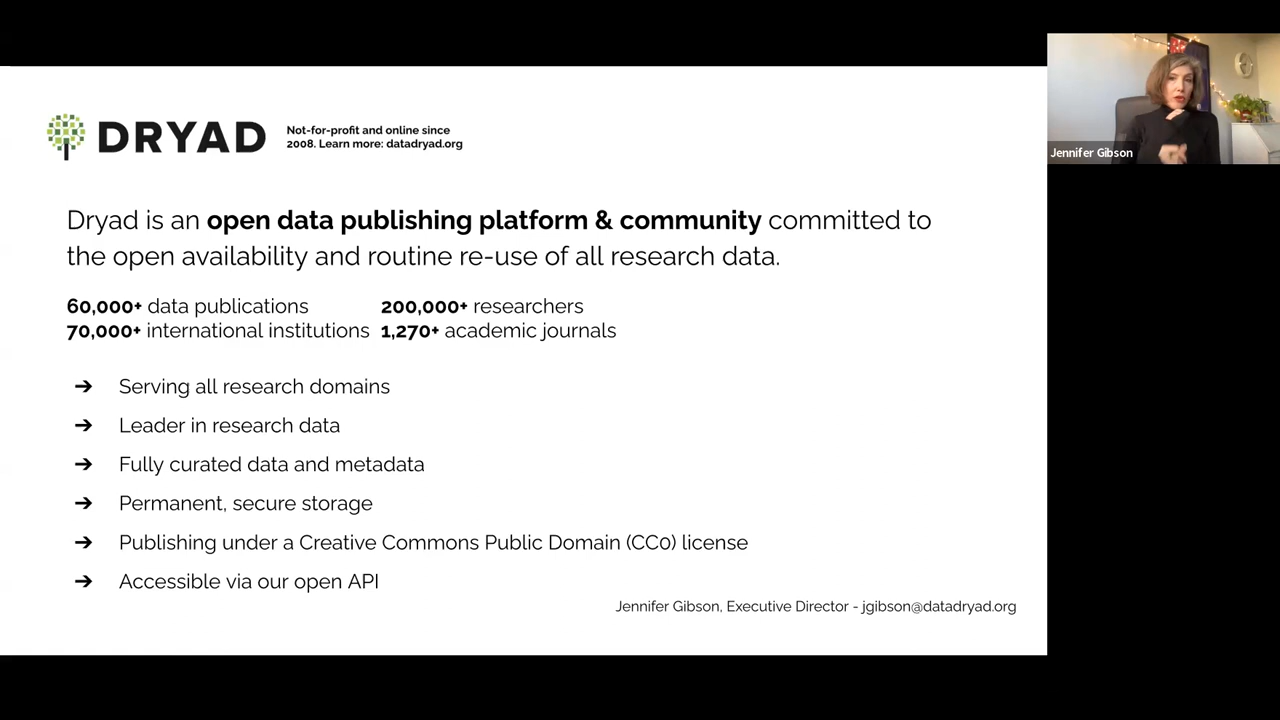 DRYAD
Not-for-profit and online since
2008. Learn more: datadryad.org
Jennifer Gibson
Dryad is an open data publishing platform & community committed to
the open availability and routine re-use of all research data.
60,000+ data publications 200,000+ researchers
70,000+ international institutions 1,270+ academic journals
➔ Serving all research domains
➔ Leader in research data
➔ Fully curated data and metadata
➔ Permanent, secure storage
➔ Publishing under a Creative Commons Public Domain (CC0) license
➔ Accessible via our open API
Jennifer Gibson, Executive Director - jgibson@datadryad.org